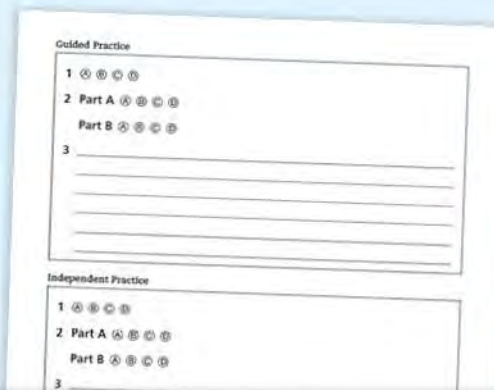 Guided Practice
1 Ⓐ Ⓑ Ⓒ Ⓓ
2 Part A Ⓐ Ⓑ Ⓒ Ⓓ
Part B Ⓐ Ⓑ Ⓒ Ⓓ
3
Independent Practice
1 Ⓐ Ⓑ Ⓒ Ⓓ
2 Part A Ⓐ Ⓑ Ⓒ Ⓓ
Part B Ⓐ Ⓑ Ⓒ Ⓓ
3